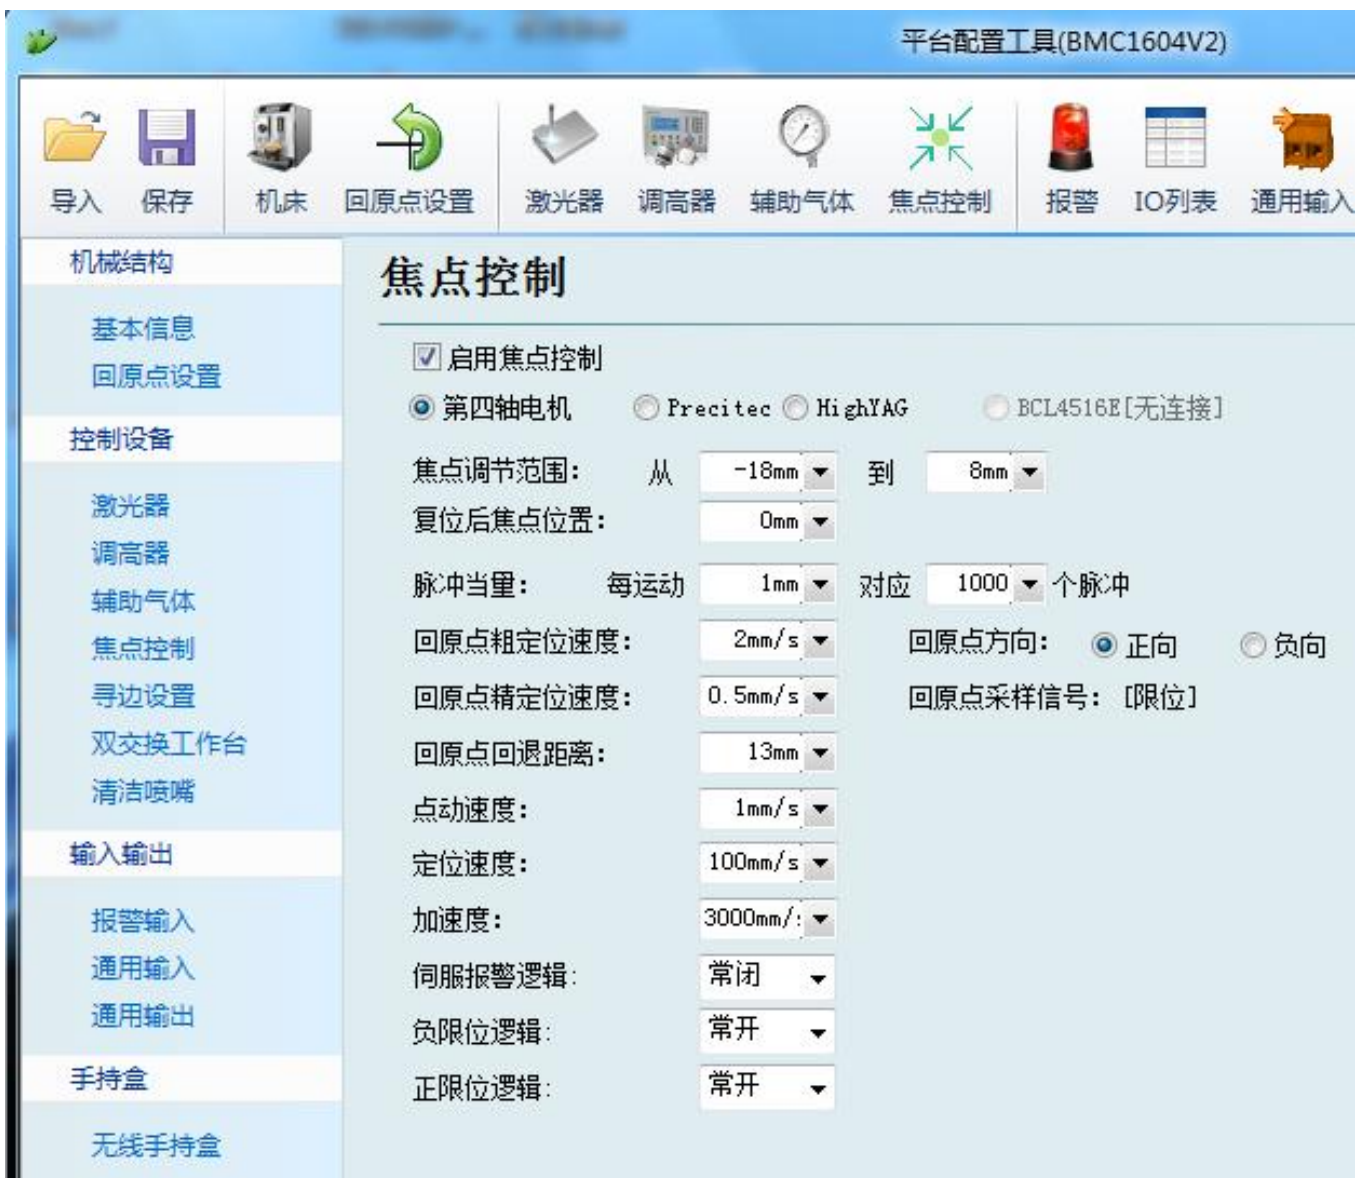 平台配置工具(BMC1604V2)
导入 保存 机床 回原点设置 激光器 调高器 辅助气体 焦点控制 报警 IO列表 通用输入
机械结构
基本信息
回原点设置
控制设备
激光器
调高器
辅助气体
焦点控制
寻边设置
双交换工作台
清洁喷嘴
输入输出
报警输入
通用输入
通用输出
手持盒
无线手持盒
焦点控制
启用焦点控制
第四轴电机 Precitec HighYAG BCL4516E[无连接]
焦点调节范围: 从 -18mm 到 8mm
复位后焦点位置: 0mm
脉冲当量: 每运动 1mm 对应 1000 个脉冲
回原点粗定位速度: 2mm/s 回原点方向: 正向 负向
回原点精定位速度: 0.5mm/s 回原点采样信号: [限位]
回原点回退距离: 13mm
点动速度: 1mm/s
定位速度: 100mm/s
加速度: 3000mm/
伺服报警逻辑: 常闭
负限位逻辑: 常开
正限位逻辑: 常开